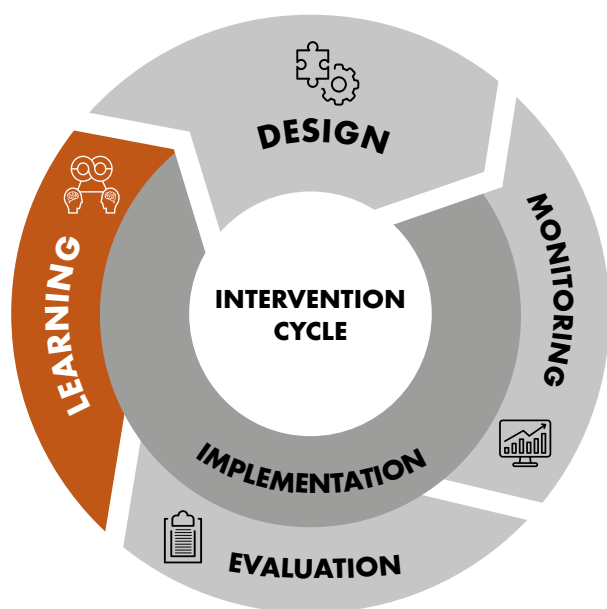 DESIGN
MONITORING
INTERVENTION
CYCLE
LEARNING
IMPLEMENTATION
EVALUATION